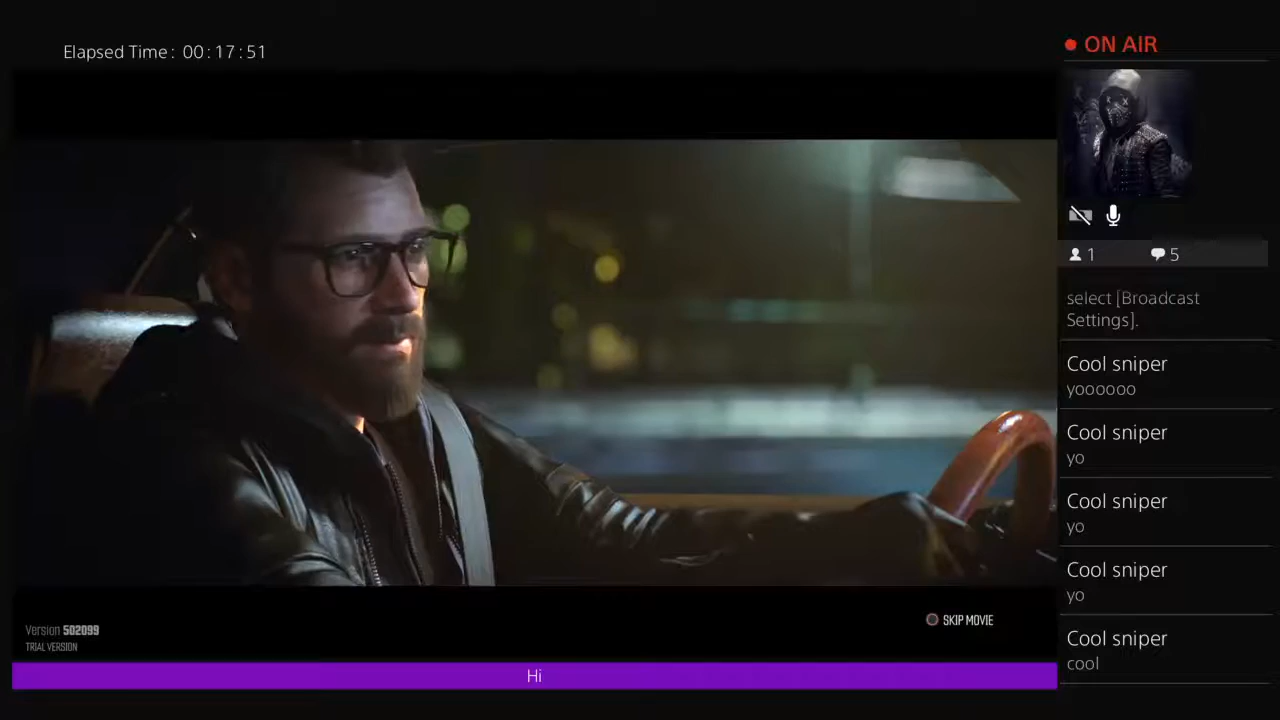 Elapsed Time: 00:17:51
ON AIR
1
5
select [Broadcast
Settings].
Cool sniper
yoooooo
Cool sniper
yo
Cool sniper
yo
Cool sniper
yo
Cool sniper
cool
SKIP MOVIE
Version 502099
TRIAL VERSION
Hi